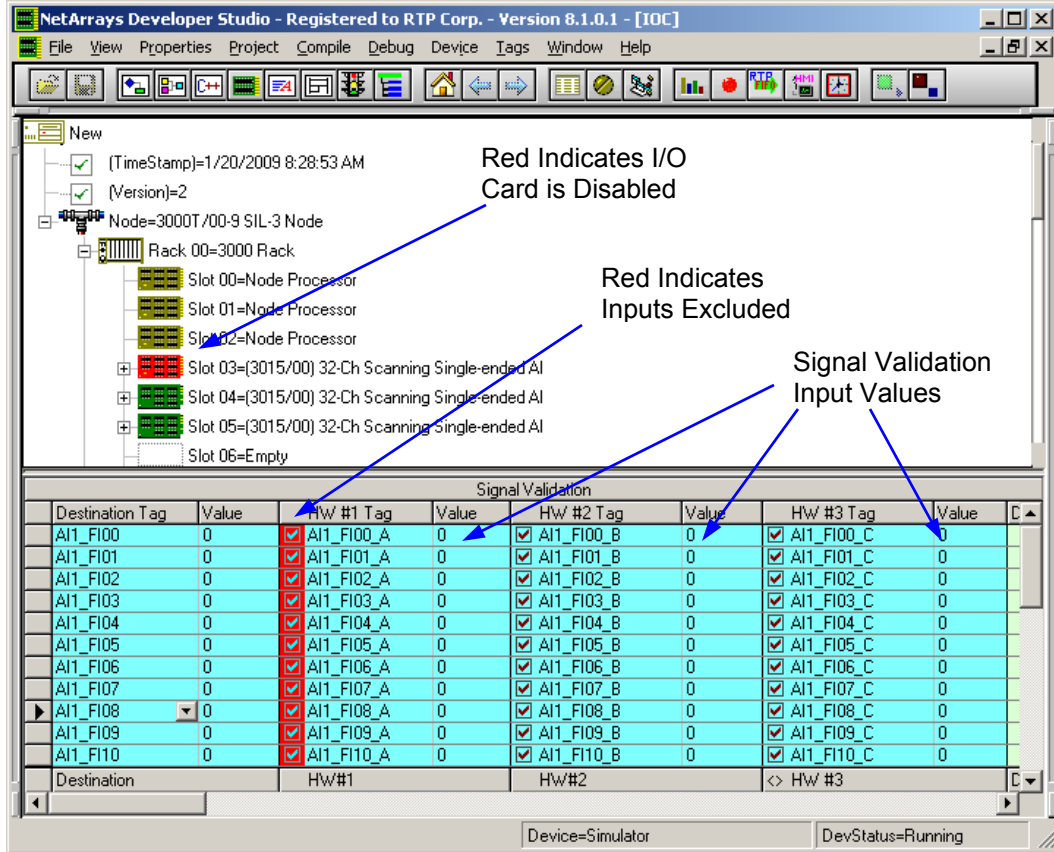 NetArrays Developer Studio - Registered to RTP Corp. - Version 8.1.0.1 - [IOC]
File View Properties Project Compile Debug Device Tags Window Help
C++ RTP HMI
New
(TimeStamp)=1/20/2009 8:28:53 AM
(Version)=2
Node=3000T/00-9 SIL-3 Node
Rack 00=3000 Rack
Slot 00=Node Processor
Slot 01=Node Processor
Slot 02=Node Processor
Slot 03=(3015/00) 32-Ch Scanning Single-ended AI
Slot 04=(3015/00) 32-Ch Scanning Single-ended AI
Slot 05=(3015/00) 32-Ch Scanning Single-ended AI
Slot 06=Empty
Red Indicates I/O
Card is Disabled
Red Indicates
Inputs Excluded
Signal Validation
Input Values
Signal Validation
Destination Tag Value HW #1 Tag Value HW #2 Tag Value HW #3 Tag Value D
AI1_FI00 0 AI1_FI00_A 0 AI1_FI00_B 0 AI1_FI00_C 0
AI1_FI01 0 AI1_FI01_A 0 AI1_FI01_B 0 AI1_FI01_C 0
AI1_FI02 0 AI1_FI02_A 0 AI1_FI02_B 0 AI1_FI02_C 0
AI1_FI03 0 AI1_FI03_A 0 AI1_FI03_B 0 AI1_FI03_C 0
AI1_FI04 0 AI1_FI04_A 0 AI1_FI04_B 0 AI1_FI04_C 0
AI1_FI05 0 AI1_FI05_A 0 AI1_FI05_B 0 AI1_FI05_C 0
AI1_FI06 0 AI1_FI06_A 0 AI1_FI06_B 0 AI1_FI06_C 0
AI1_FI07 0 AI1_FI07_A 0 AI1_FI07_B 0 AI1_FI07_C 0
AI1_FI08 0 AI1_FI08_A 0 AI1_FI08_B 0 AI1_FI08_C 0
AI1_FI09 0 AI1_FI09_A 0 AI1_FI09_B 0 AI1_FI09_C 0
AI1_FI10 0 AI1_FI10_A 0 AI1_FI10_B 0 AI1_FI10_C 0
Destination HW#1 HW#2 <> HW #3 D
Device=Simulator DevStatus=Running